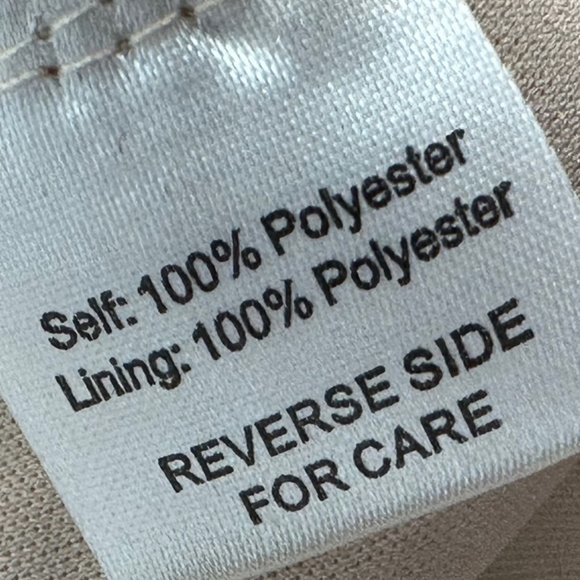 Self: 100% Polyester
Lining: 100% Polyester
REVERSE SIDE
FOR CARE